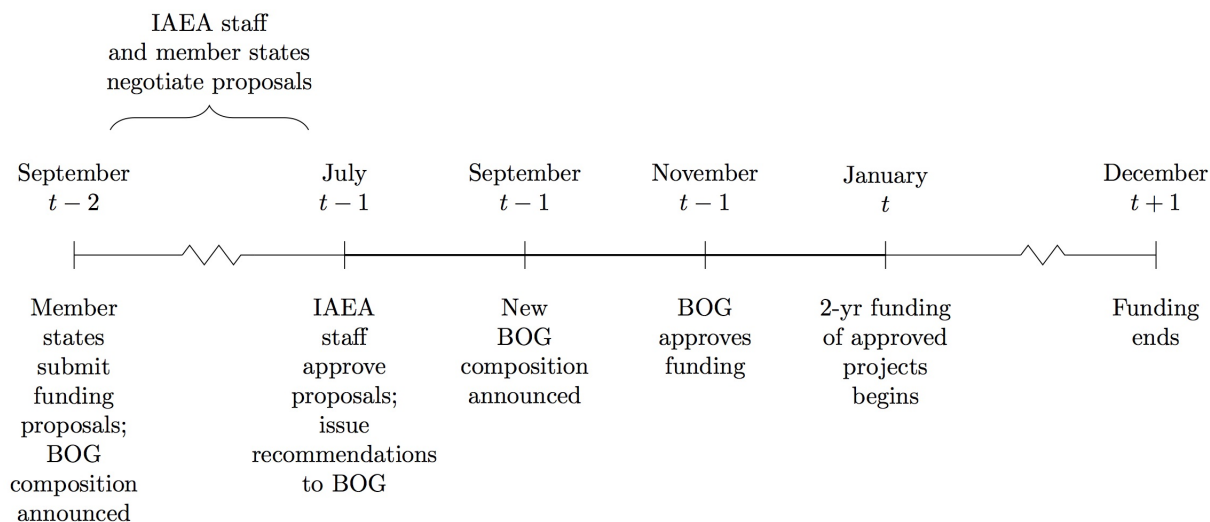 IAEA staff
and member states
negotiate proposals
September
t − 2
July
t − 1
September
t − 1
November
t − 1
January
t
December
t + 1
Member
states
submit
funding
proposals;
BOG
composition
announced
IAEA
staff
approve
proposals;
issue
recommendations
to BOG
New
BOG
composition
announced
BOG
approves
funding
2-yr funding
of approved
projects
begins
Funding
ends